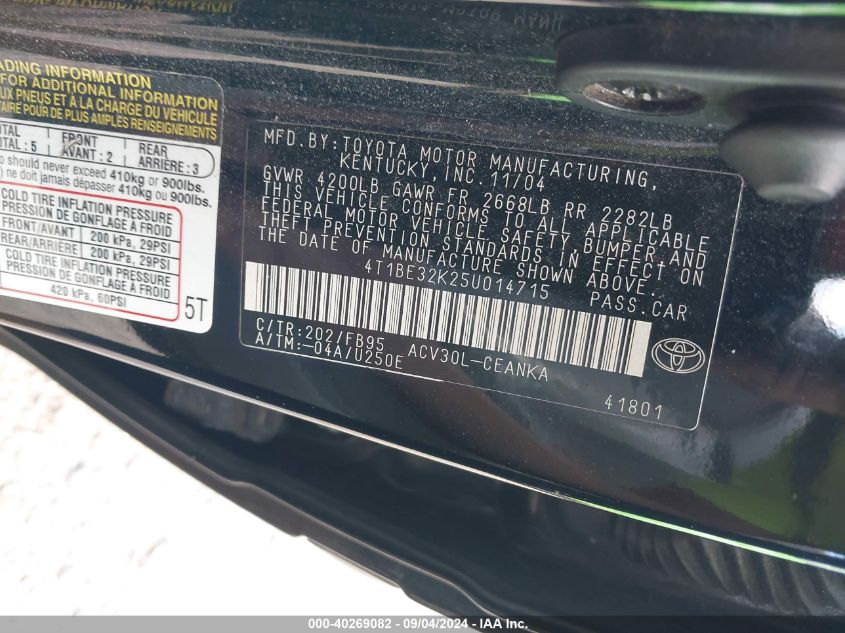 ADING INFORMATION
FOR ADDITIONAL INFORMATION
UX PNEUS ET À LA CHARGE DU VÉHICULE
TAIRE POUR DE PLUS AMPLES RENSEIGNEMENTS
OTAL : 5
FRONT
AVANT : 2
REAR
ARRIÈRE : 3
should never exceed 410kg or 900lbs.
ne doit jamais dépasser 410kg ou 900lbs.
COLD TIRE INFLATION PRESSURE
PRESSION DE GONFLAGE À FROID
FRONT/AVANT 200 kPa, 29PSI
REAR/ARRIÈRE 200 kPa, 29PSI
COLD TIRE INFLATION PRESSURE
PRESSION DE GONFLAGE À FROID
420 kPa, 60PSI
5T
MFD.BY:TOYOTA MOTOR MANUFACTURING,
KENTUCKY, INC. 11/04
GVWR 4200LB GAWR FR 2668LB RR 2282LB
THIS VEHICLE CONFORMS TO ALL APPLICABLE
FEDERAL MOTOR VEHICLE SAFETY, BUMPER,AND
THEFT PREVENTION STANDARDS IN EFFECT ON
THE DATE OF MANUFACTURE SHOWN ABOVE.
4T1BE32K25U014715 PASS.CAR
C/TR:202/FB95 ACV30L-CEANKA
A/TM:-04A/U250E
41801
000-40269082 - 09/04/2024 - IAA Inc.